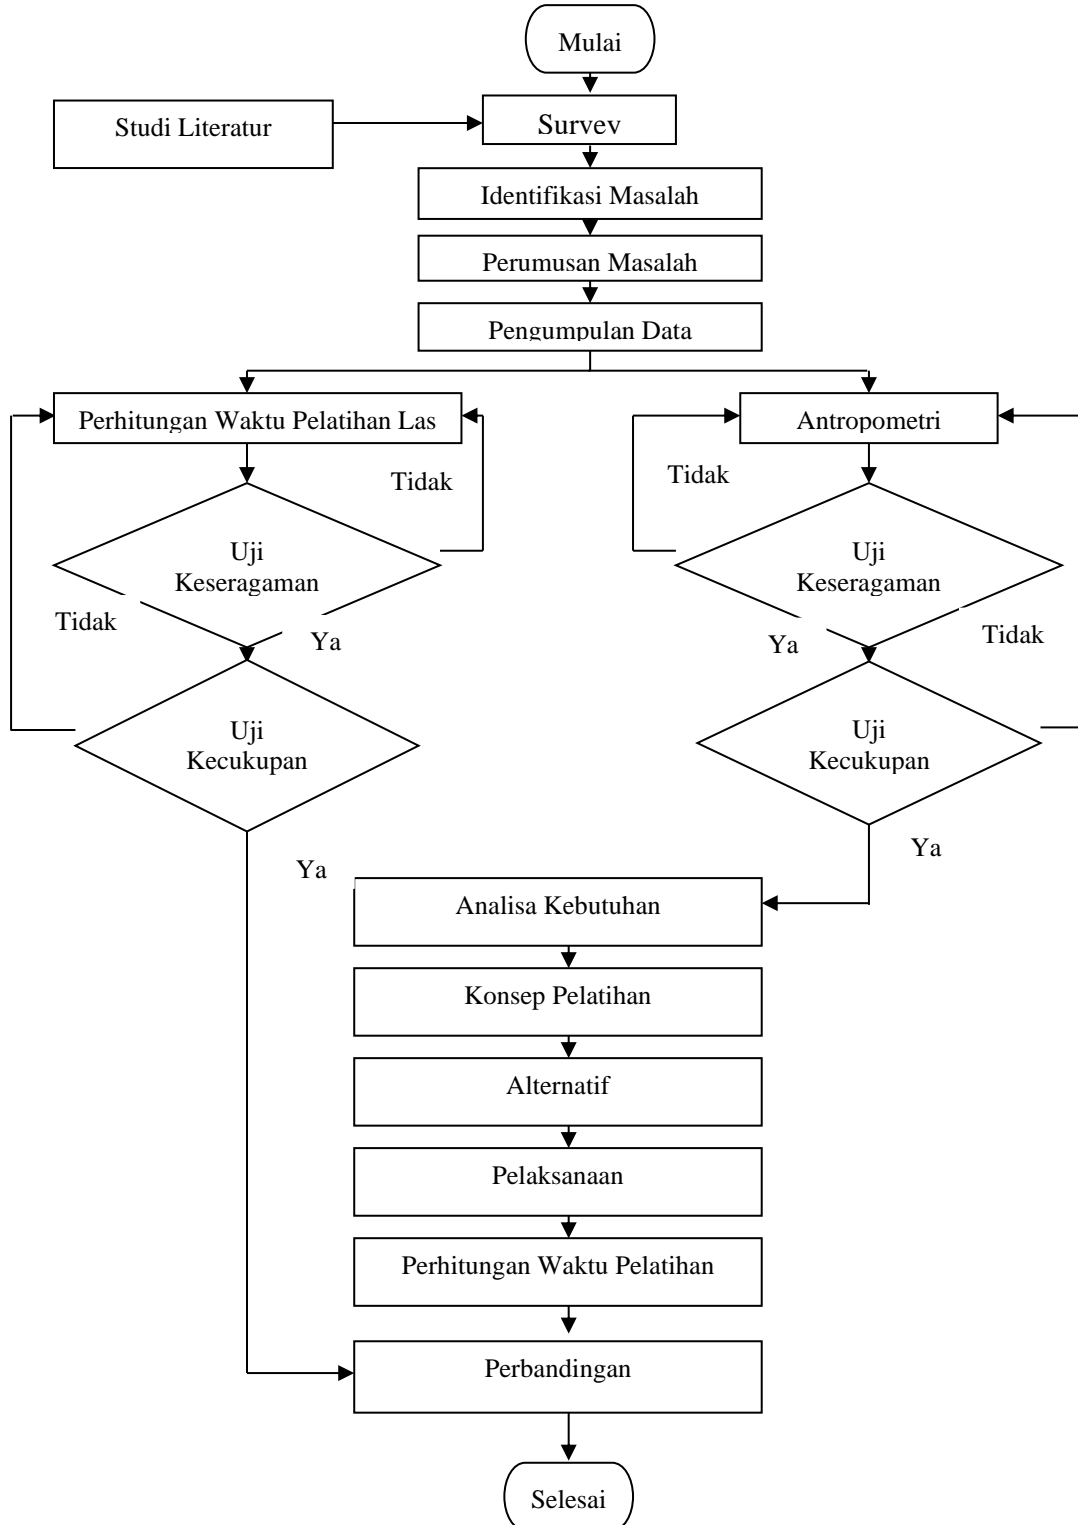 Mulai
Studi Literatur
Survey
Identifikasi Masalah
Perumusan Masalah
Pengumpulan Data
Perhitungan Waktu Pelatihan Las
Antropometri
Tidak
Tidak
Uji
Keseragaman
Uji
Keseragaman
Tidak
Ya
Ya
Tidak
Uji
Kecukupan
Uji
Kecukupan
Ya
Ya
Analisa Kebutuhan
Konsep Pelatihan
Alternatif
Pelaksanaan
Perhitungan Waktu Pelatihan
Perbandingan
Selesai